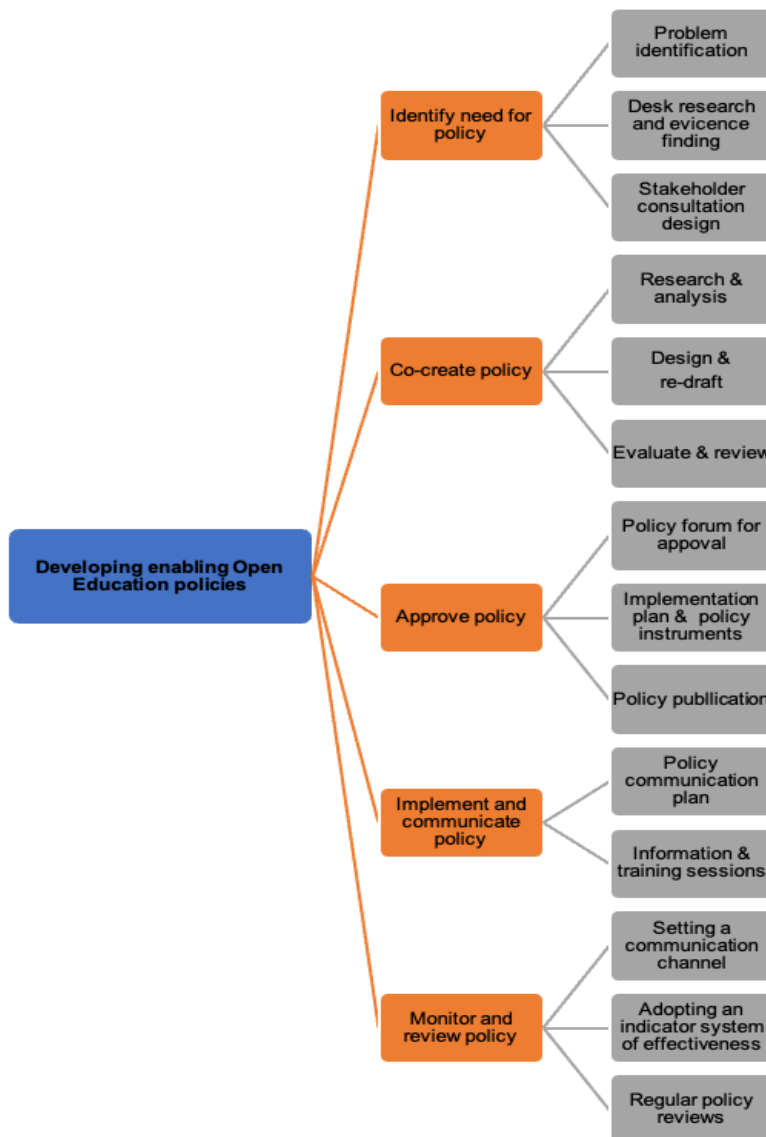 Developing enabling Open
Education policies
Identify need for
policy
Problem
identification
Desk research
and evicence
finding
Stakeholder
consultation
design
Co-create policy
Research &
analysis
Design &
re-draft
Evaluate & review
Approve policy
Policy forum for
appoval
Implementation
plan & policy
instruments
Policy publlication
Implement and
communicate
policy
Policy
communication
plan
Information &
training sessions
Monitor and
review policy
Setting a
communication
channel
Adopting an
indicator system
of effectiveness
Regular policy
reviews